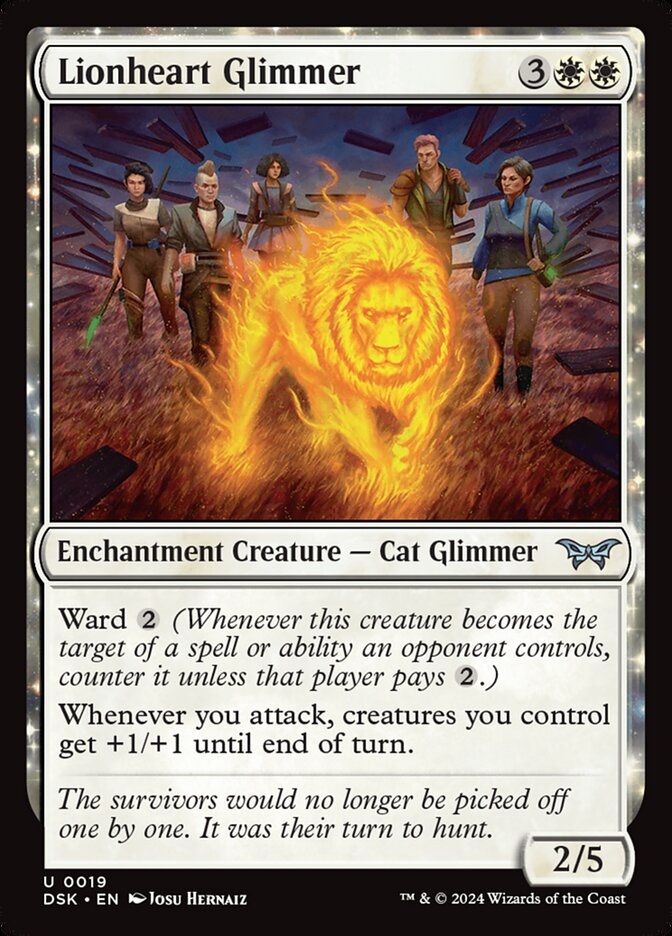 Lionheart Glimmer 3
Enchantment Creature — Cat Glimmer
Ward 2 (Whenever this creature becomes the
target of a spell or ability an opponent controls,
counter it unless that player pays 2.)
Whenever you attack, creatures you control
get +1/+1 until end of turn.
The survivors would no longer be picked off
one by one. It was their turn to hunt.
2/5
U 0019
DSK • EN Josu Hernaiz
™ & © 2024 Wizards of the Coast